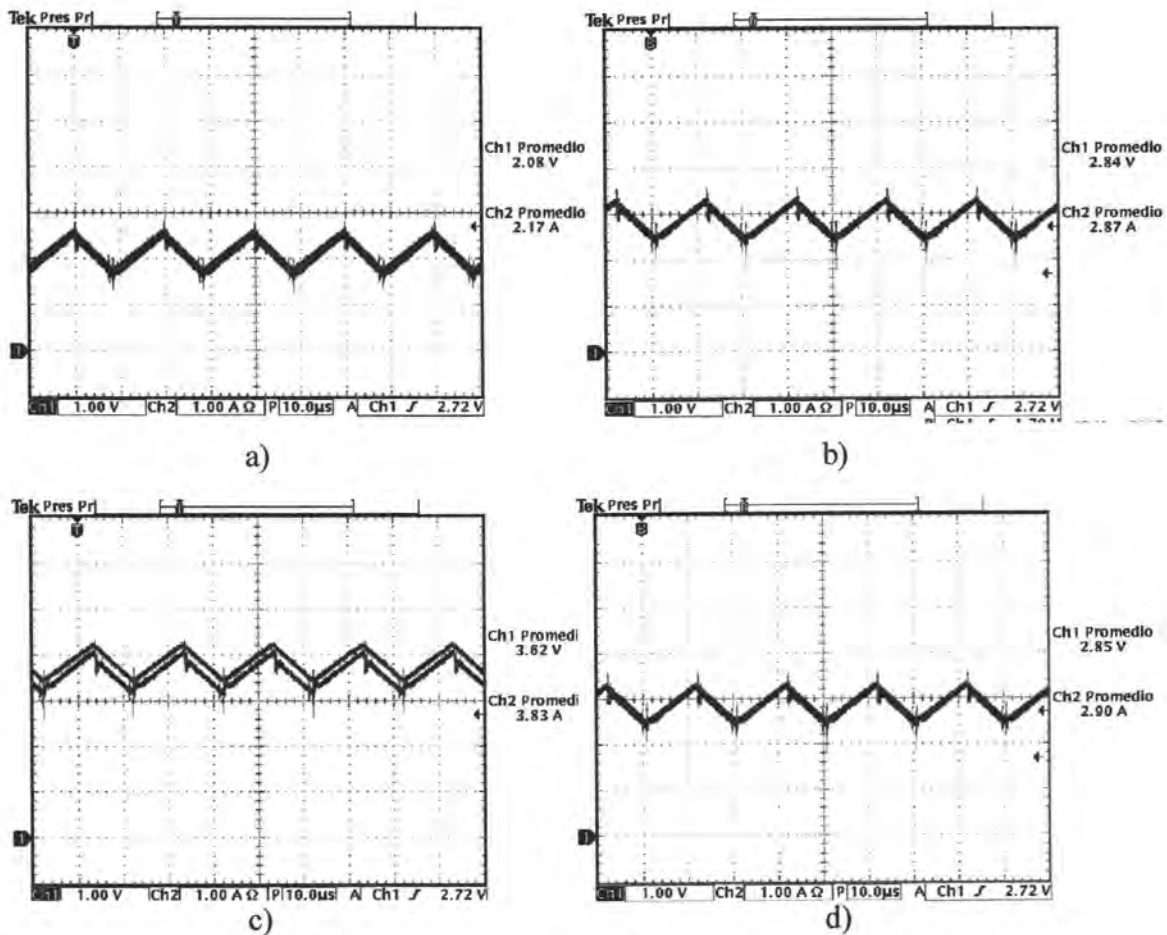 Tek Pres Pr
Ch1 Promedio
2.08 V
Ch2 Promedio
2.17 A
1
Ch1 1.00 V Ch2 1.00 A Ω P 10.0µs A Ch1 2.72 V
a)
Tek Pres Pr
Ch1 Promedio
2.84 V
Ch2 Promedio
2.87 A
1
Ch1 1.00 V Ch2 1.00 A Ω P 10.0µs A Ch1 2.72 V
b)
Tek Pres Pr
Ch1 Promedi
3.62 V
Ch2 Promedi
3.83 A
1
Ch1 1.00 V Ch2 1.00 A Ω P 10.0µs A Ch1 2.72 V
c)
Tek Pres Pr
Ch1 Promedio
2.85 V
Ch2 Promedio
2.90 A
1
Ch1 1.00 V Ch2 1.00 A Ω P 10.0µs A Ch1 2.72 V
d)